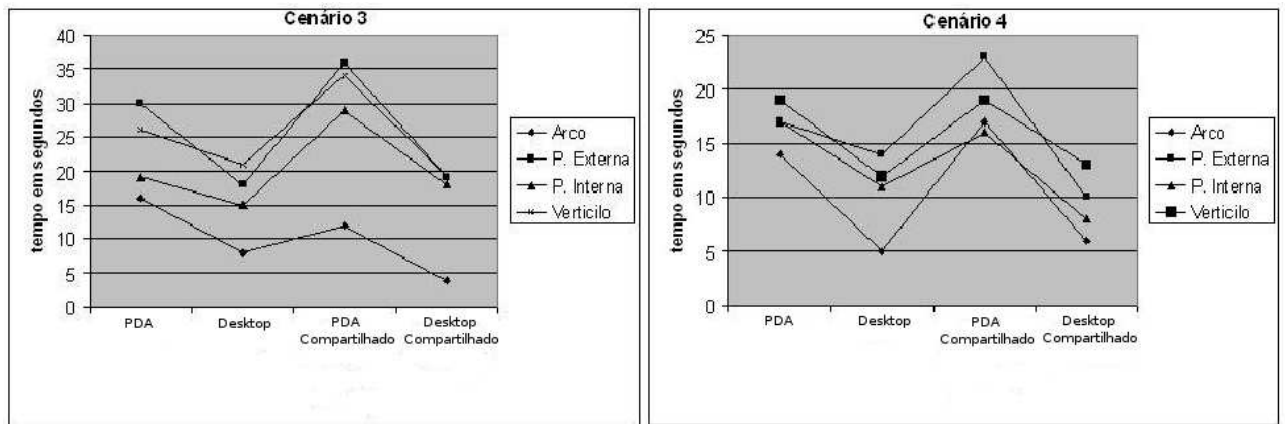 Cenário 3
tempo em segundos
40
35
30
25
20
15
10
5
0
PDA
Desktop
PDA
Compartilhado
Desktop
Compartilhado
Arco
P. Externa
P. Interna
Verticilo
Cenário 4
tempo em segundos
25
20
15
10
5
0
PDA
Desktop
PDA
Compartilhado
Desktop
Compartilhado
Arco
P. Externa
P. Interna
Verticilo